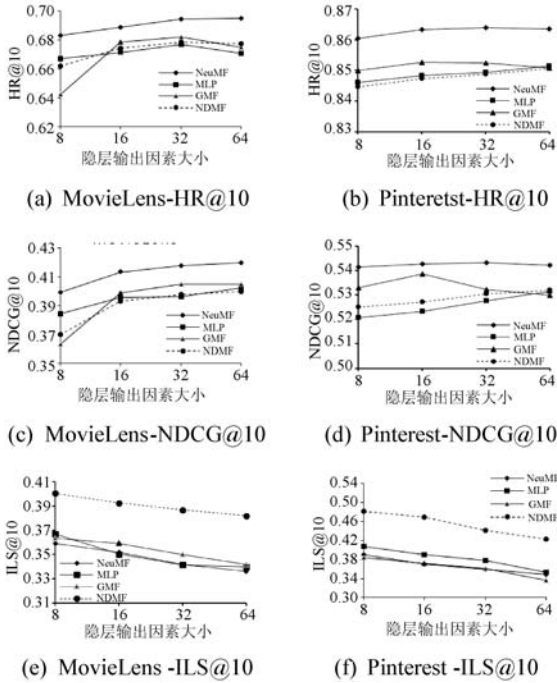 0.70
0.68
0.66
0.64
0.62
HR@10
NeuMF
MLP
GMF
NDMF
8 16 32 64
隐层输出因素大小
(a) MovieLens-HR@10
0.87
0.86
0.85
0.84
0.83
HR@10
NeuMF
MLP
GMF
NDMF
8 16 32 64
隐层输出因素大小
(b) Pinteretst-HR@10
0.43
0.41
0.39
0.37
0.35
NDCG@10
NeuMF
MLP
GMF
NDMF
8 16 32 64
隐层输出因素大小
(c) MovieLens-NDCG@10
0.55
0.54
0.53
0.52
0.51
0.50
NDCG@10
NeuMF
MLP
GMF
NDMF
8 16 32 64
隐层输出因素大小
(d) Pinterest-NDCG@10
0.41
0.39
0.37
0.35
0.33
0.31
ILS@10
NeuMF
MLP
GMF
NDMF
8 16 32 64
隐层输出因素大小
(e) MovieLens -ILS@10
0.54
0.50
0.46
0.42
0.38
0.34
0.30
ILS@10
NeuMF
MLP
GMF
NDMF
8 16 32 64
隐层输出因素大小
(f) Pinterest -ILS@10